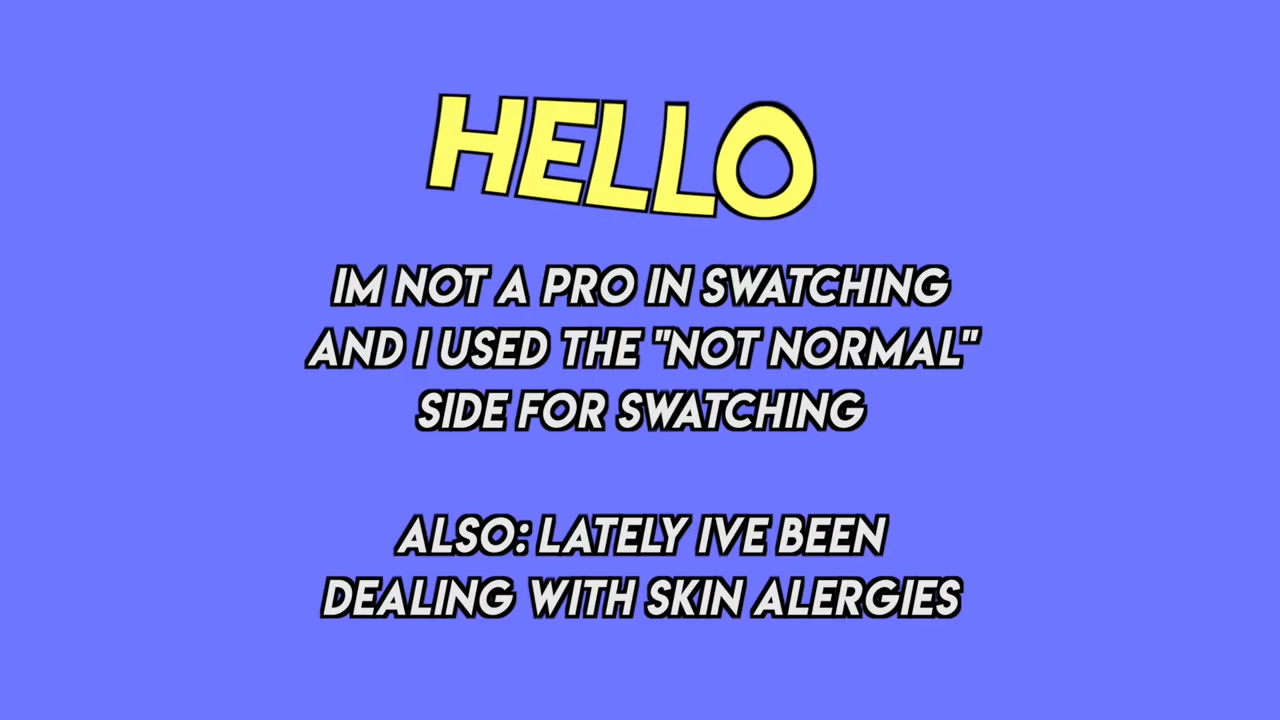 HELLO
IM NOT A PRO IN SWATCHING
AND I USED THE "NOT NORMAL"
SIDE FOR SWATCHING
ALSO: LATELY IVE BEEN
DEALING WITH SKIN ALERGIES